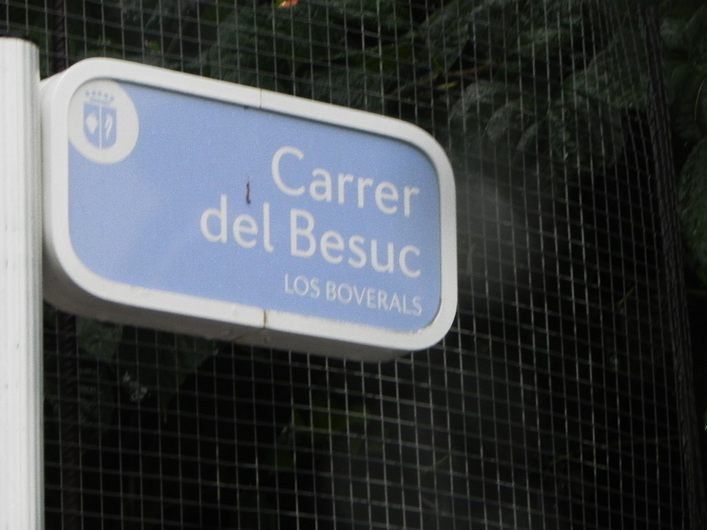 Carrer
del Besuc
LOS BOVERALS